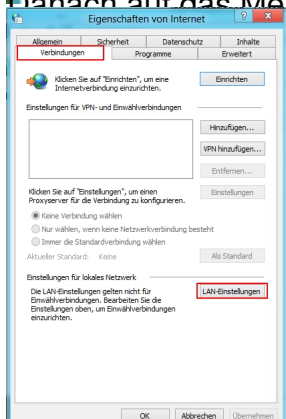 Danach auf das Me
Eigenschaften von Internet
Allgemein Sicherheit Datenschutz Inhalte
Verbindungen Programme Erweitert
Klicken Sie auf "Einrichten", um eine
Internetverbindung einzurichten.
Einrichten
Einstellungen für VPN- und Einwählverbindungen
Hinzufügen...
VPN hinzufügen...
Entfernen...
Klicken Sie auf "Einstellungen", um einen
Proxyserver für die Verbindung zu konfigurieren.
Einstellungen
Keine Verbindung wählen
Nur wählen, wenn keine Netzwerkverbindung besteht
Immer die Standardverbindung wählen
Aktueller Standard: Keine
Als Standard
Einstellungen für lokales Netzwerk
Die LAN-Einstellungen gelten nicht für
Einwählverbindungen. Bearbeiten Sie die
Einstellungen oben, um Einwählverbindungen
einzurichten.
LAN-Einstellungen
OK Abbrechen Übernehmen